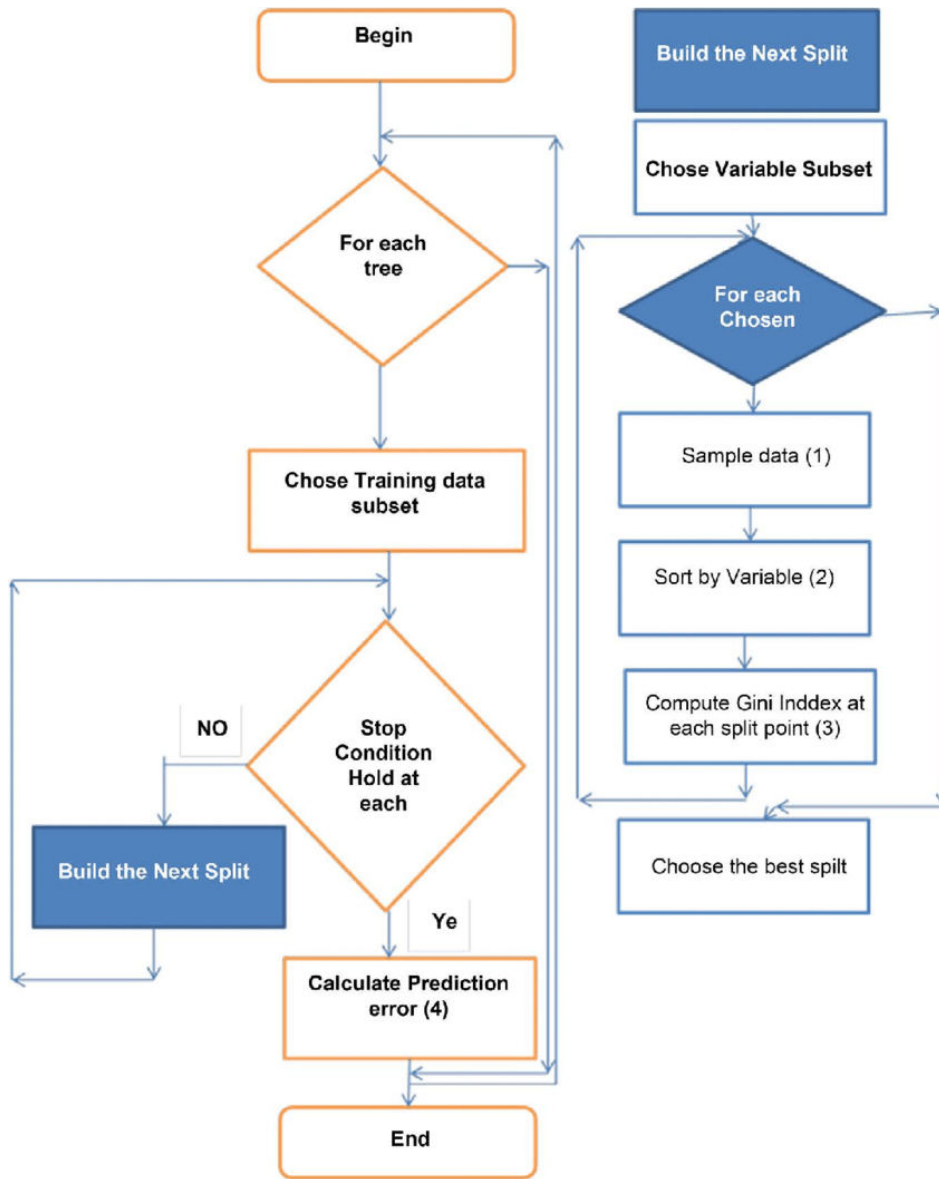 Begin
For each
tree
Chose Training data
subset
Stop
Condition
Hold at
each
NO
Build the Next Split
Ye
Calculate Prediction
error (4)
End
Build the Next Split
Chose Variable Subset
For each
Chosen
Sample data (1)
Sort by Variable (2)
Compute Gini Inddex at
each split point (3)
Choose the best spilt